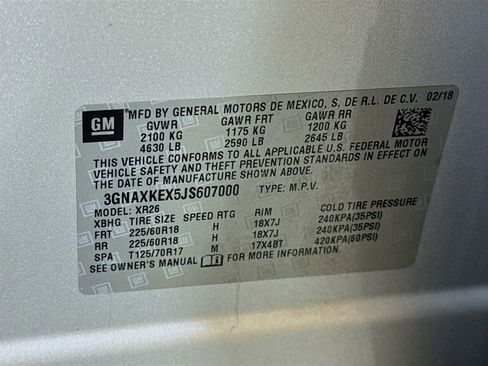 GM
MFD BY GENERAL MOTORS DE MEXICO, S. DE R.L. DE C.V. 02/18
GVWR GAWR FRT GAWR RR
2100 KG 1175 KG 1200 KG
4630 LB 2590 LB 2645 LB
THIS VEHICLE CONFORMS TO ALL APPLICABLE U.S. FEDERAL MOTOR
VEHICLE SAFETY AND THEFT PREVENTION STANDARDS IN EFFECT ON
THE DATE OF MANUFACTURE SHOWN ABOVE.
3GNAXKEX5JS607000 TYPE: M.P.V.
MODEL: XR26
XBHG TIRE SIZE SPEED RTG RIM COLD TIRE PRESSURE
FRT 225/60R18 H 18X7J 240KPA(35PSI)
RR 225/60R18 H 18X7J 240KPA(35PSI)
SPA T125/70R17 M 17X4BT 420KPA(60PSI)
SEE OWNER'S MANUAL FOR MORE INFORMATION.